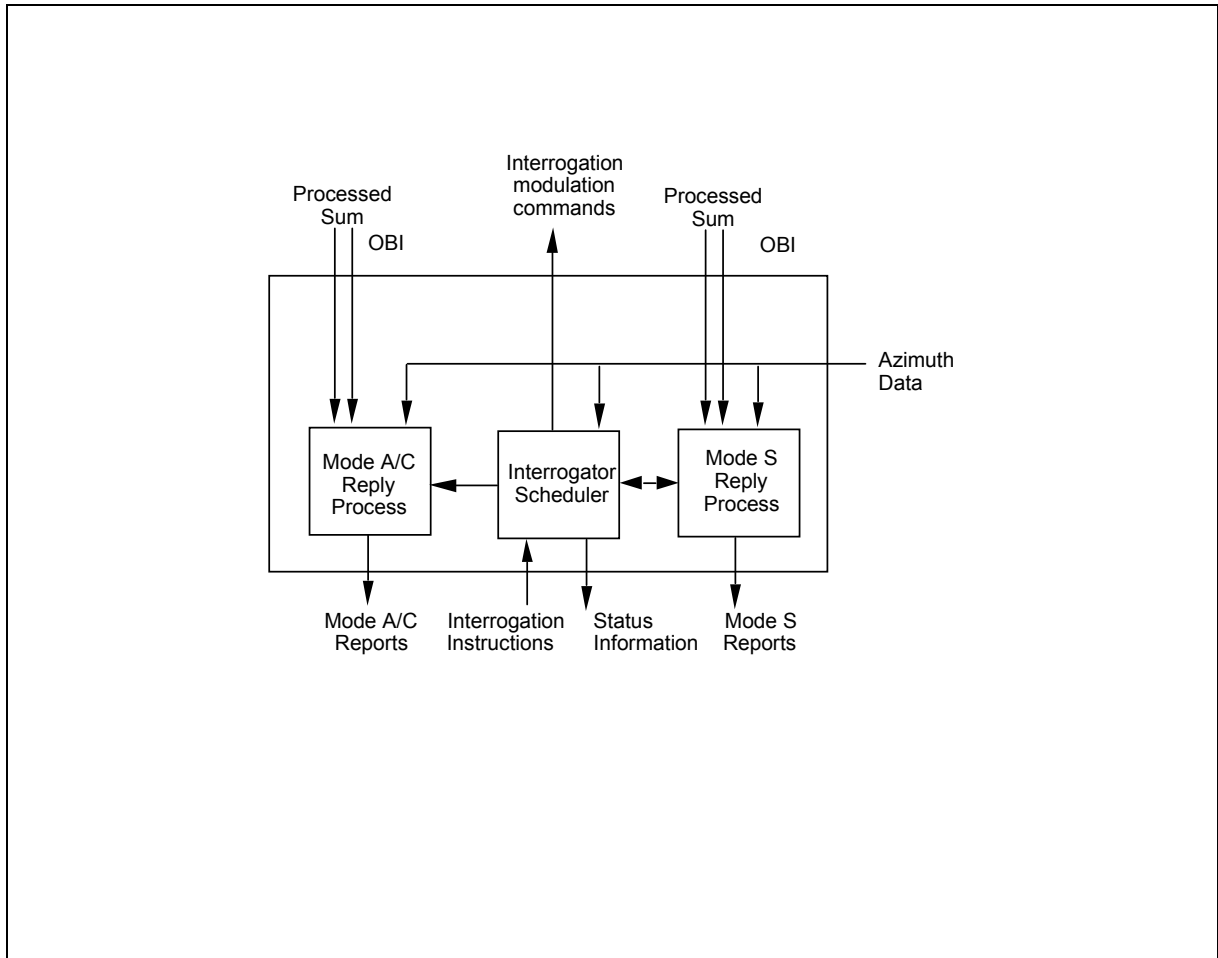 Interrogation
modulation
commands
Processed
Sum
OBI
Processed
Sum
OBI
Azimuth
Data
Mode A/C
Reply
Process
Interrogator
Scheduler
Mode S
Reply
Process
Mode A/C
Reports
Interrogation
Instructions
Status
Information
Mode S
Reports